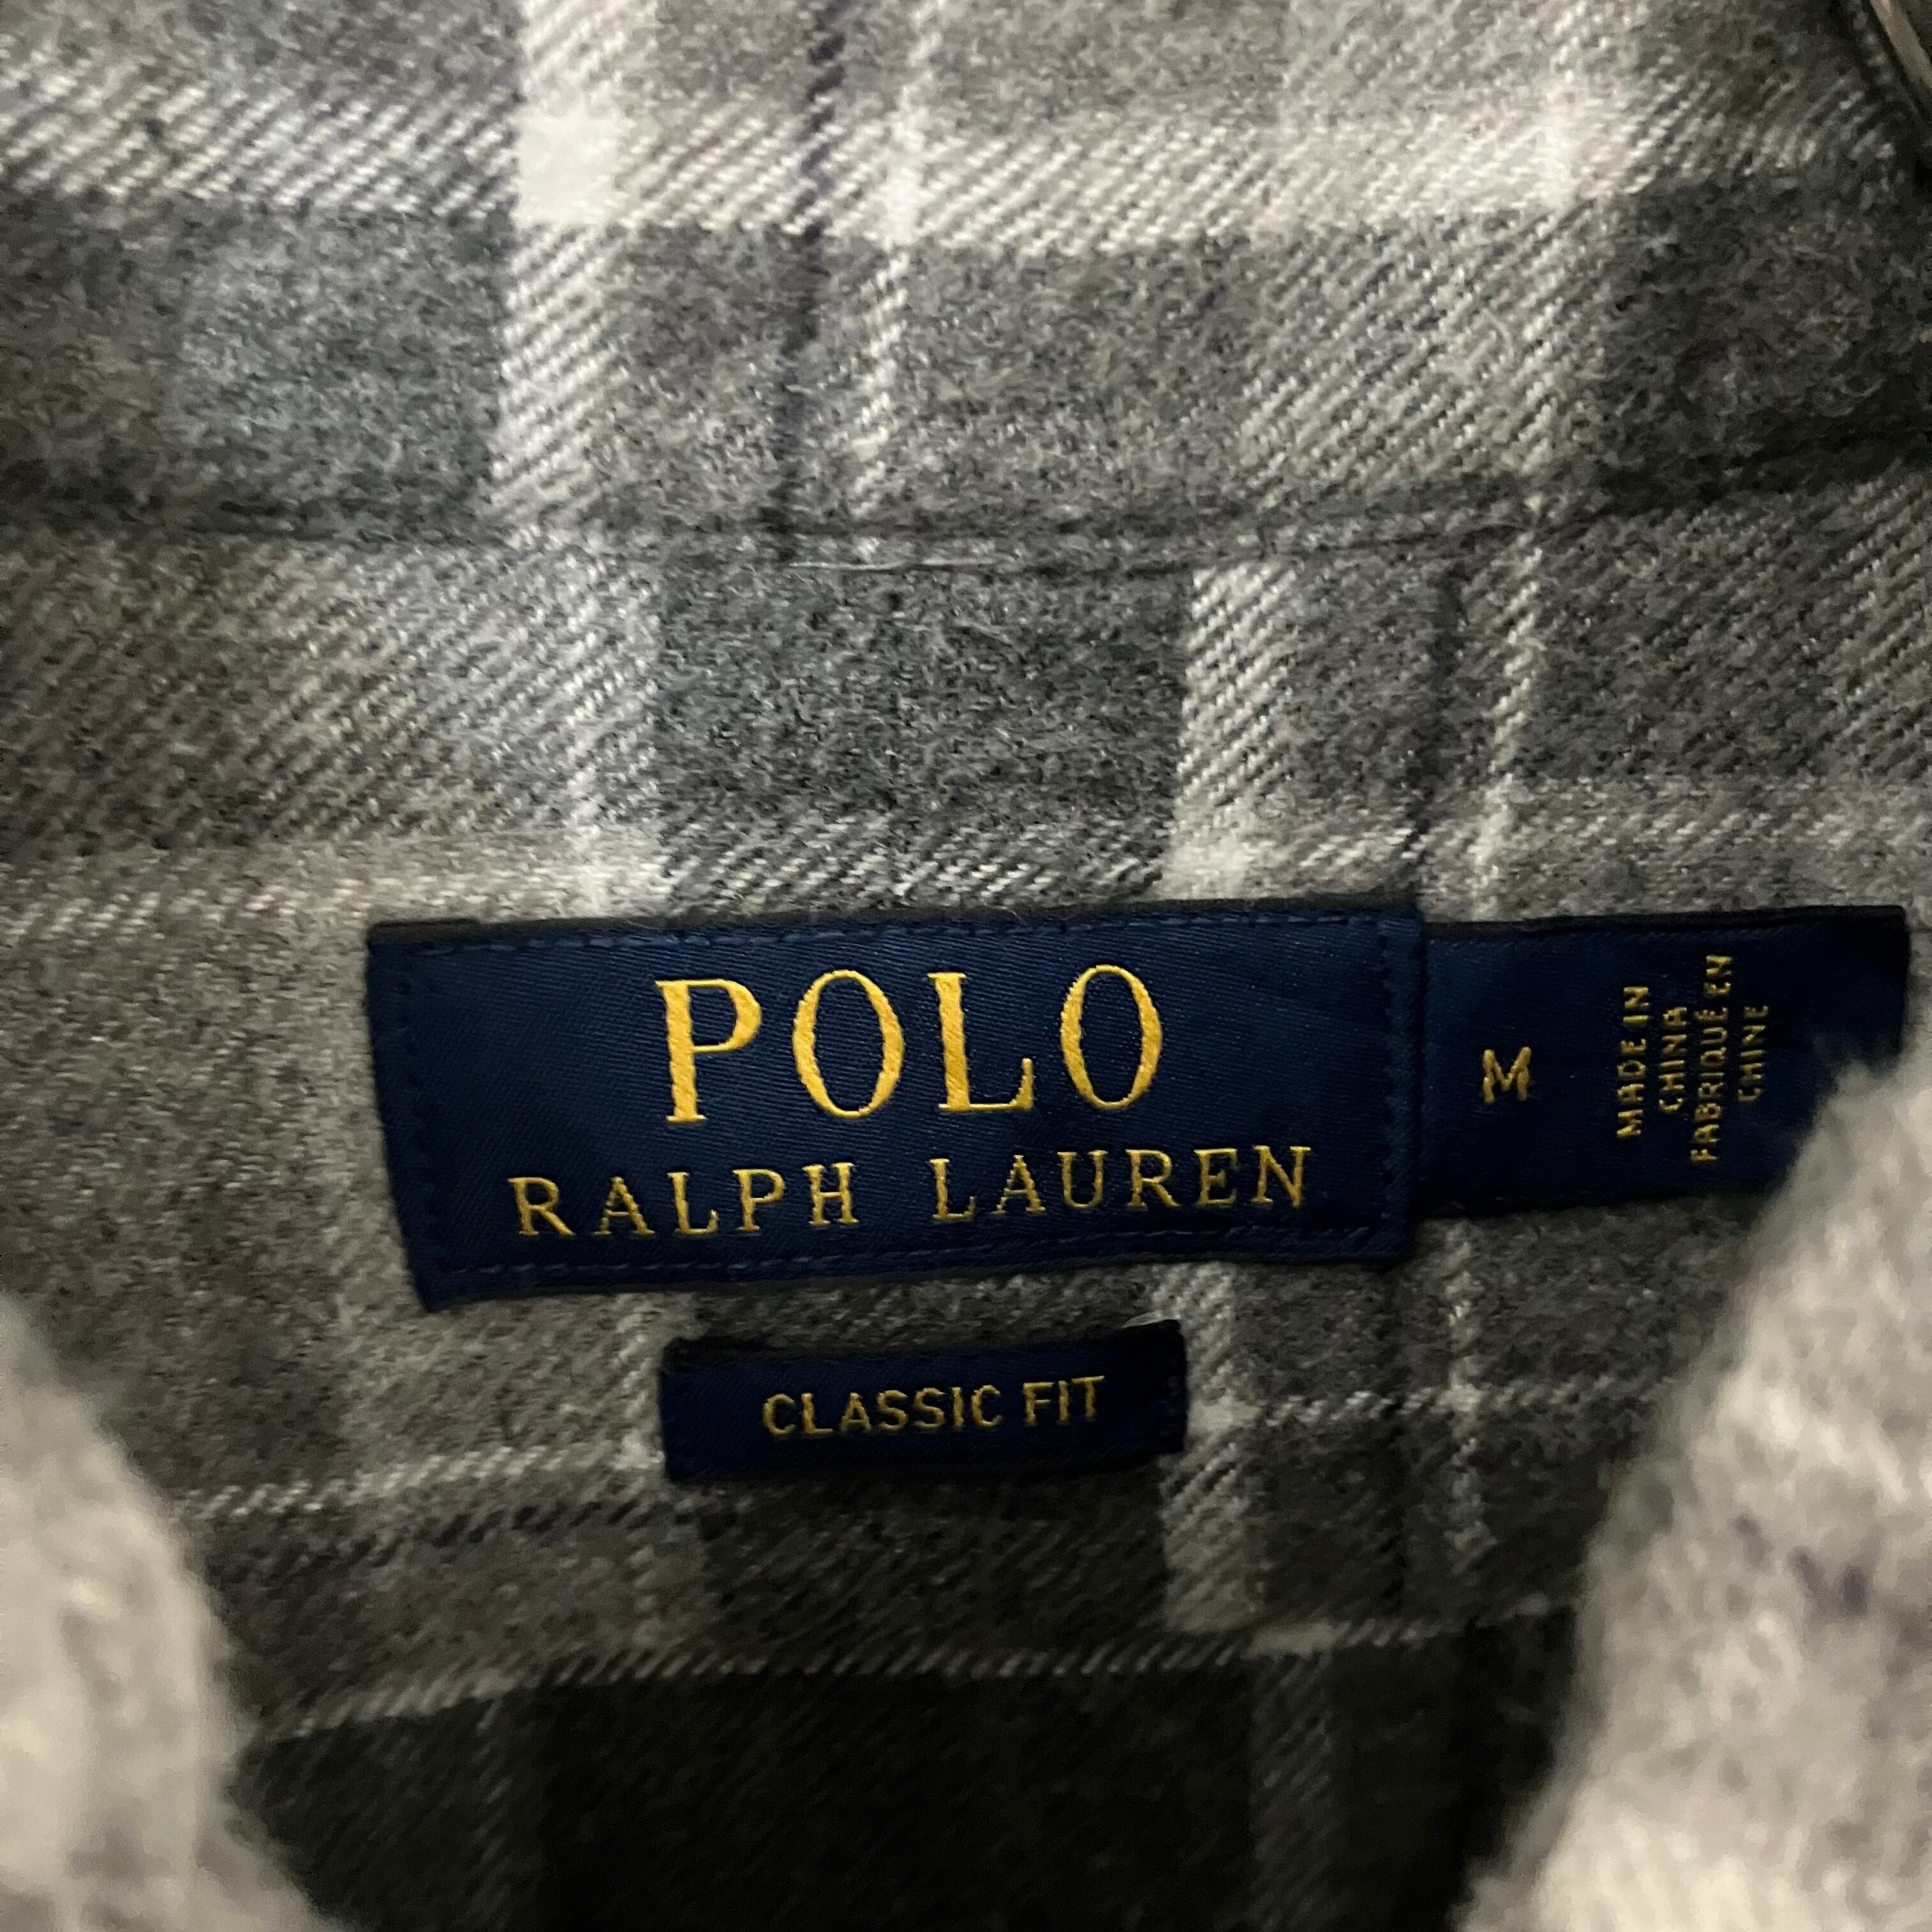 POLO
RALPH LAUREN
M
MADE IN
CHINA
FABRIQUÉ EN
CHINE
CLASSIC FIT